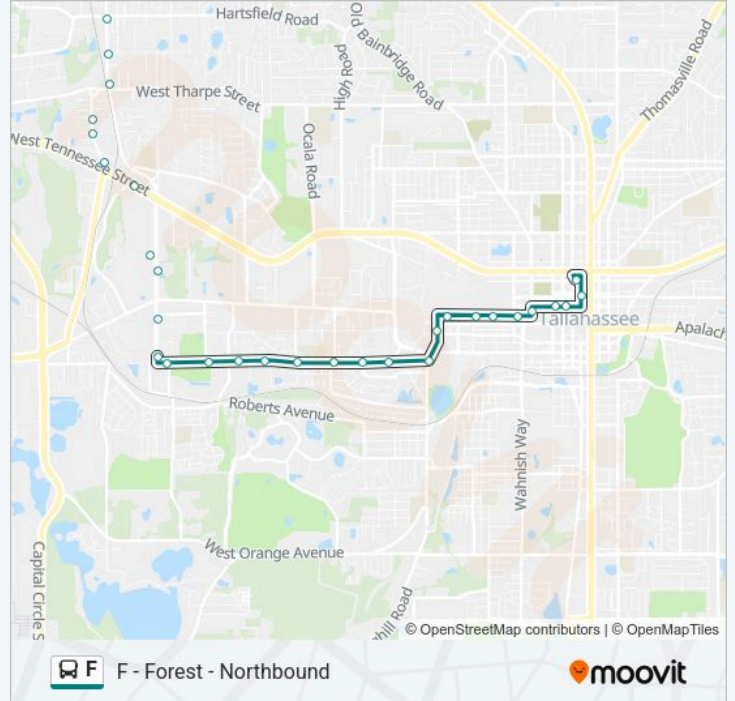 Hartsfield Road
Old Bainbridge Road
High Road
Thomasville Road
West Tharpe Street
Ocala Road
West Tennessee Street
Tallahassee
Apalach
Roberts Avenue
Wahnish Way
West Orange Avenue
Capital Circle S
hill Road
© OpenStreetMap contributors | © OpenMapTiles
F F - Forest - Northbound moovit